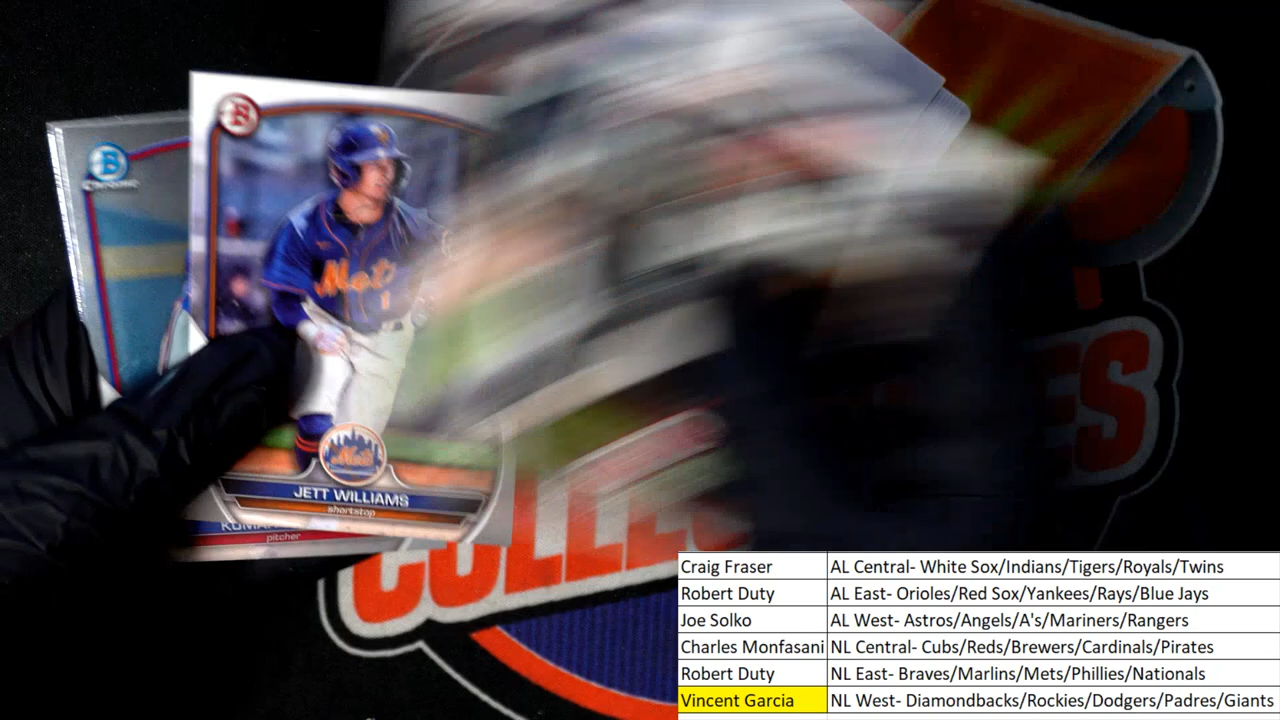 B
B
CHROME
Mets
1
Mets
JETT WILLIAMS
shortstop
pitcher
Craig Fraser AL Central- White Sox/Indians/Tigers/Royals/Twins
Robert Duty AL East- Orioles/Red Sox/Yankees/Rays/Blue Jays
Joe Solko AL West- Astros/Angels/A's/Mariners/Rangers
Charles Monfasani NL Central- Cubs/Reds/Brewers/Cardinals/Pirates
Robert Duty NL East- Braves/Marlins/Mets/Phillies/Nationals
Vincent Garcia NL West- Diamondbacks/Rockies/Dodgers/Padres/Giants